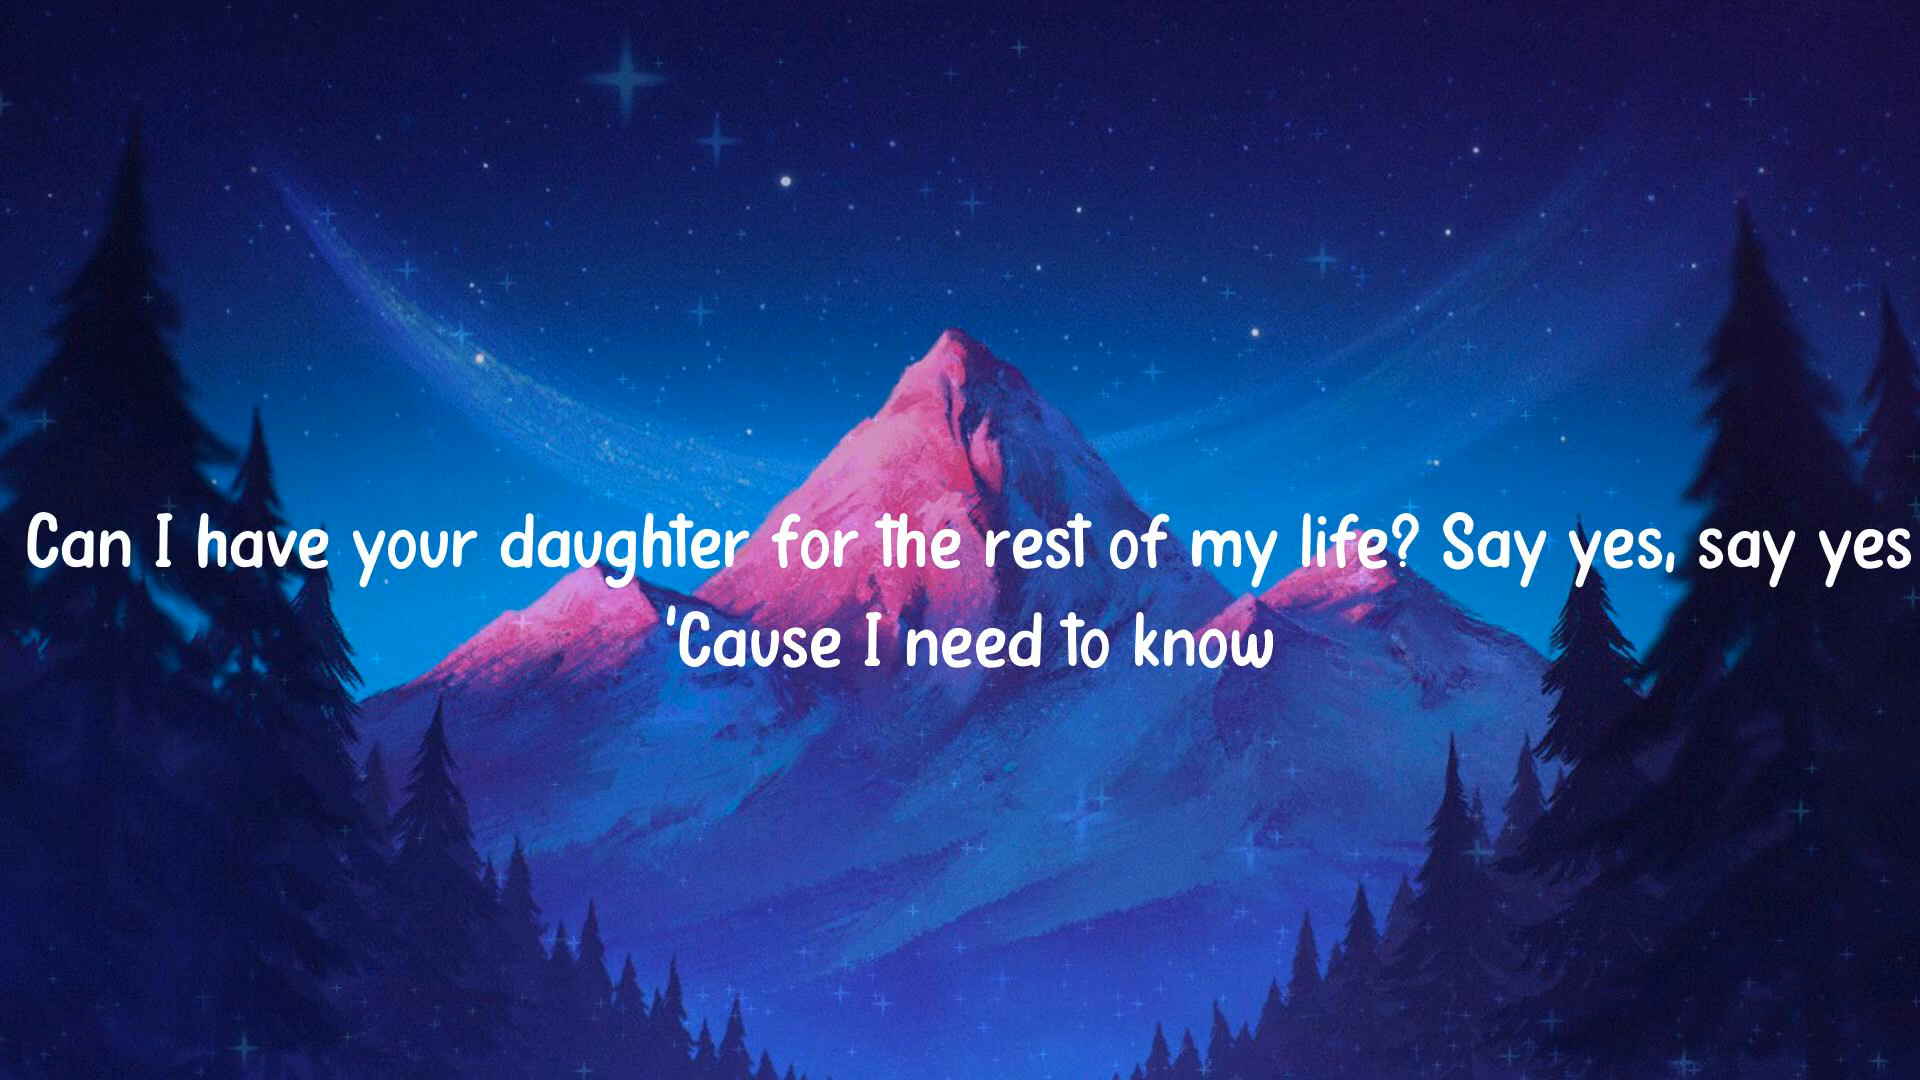 Can I have your daughter for the rest of my life? Say yes, say yes
'Cause I need to know